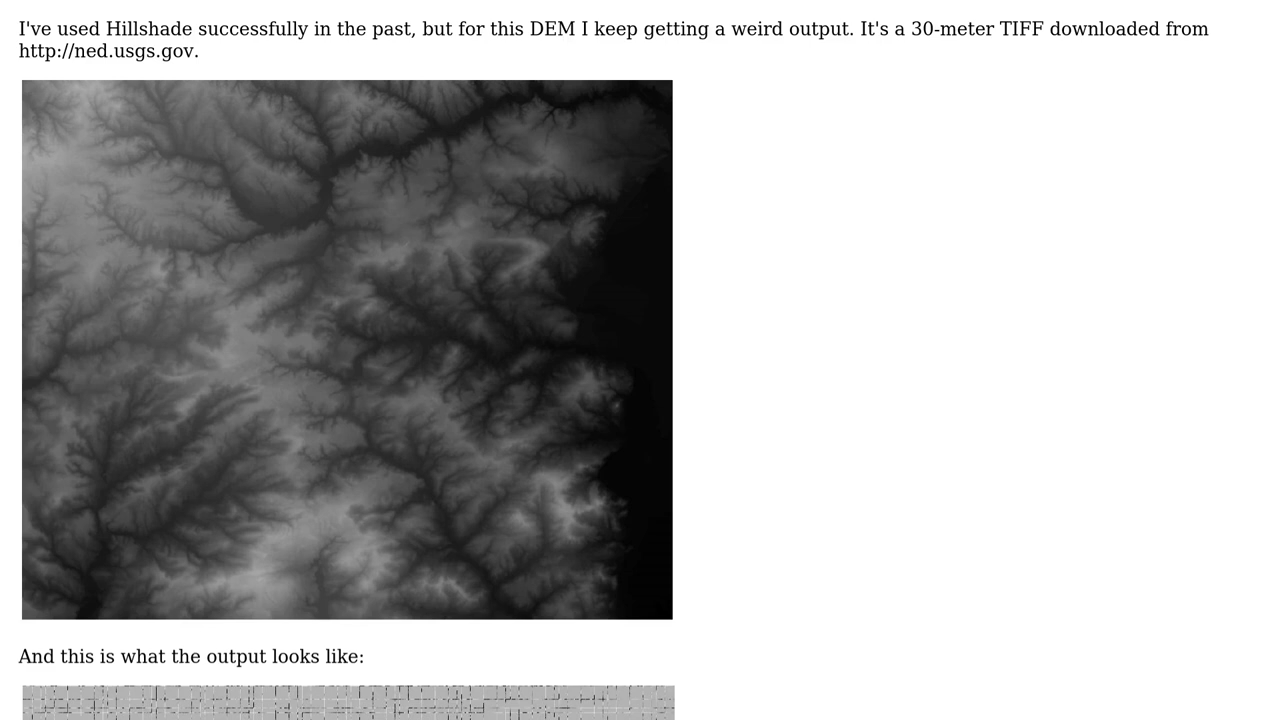 I've used Hillshade successfully in the past, but for this DEM I keep getting a weird output. It's a 30-meter TIFF downloaded from
http://ned.usgs.gov.
And this is what the output looks like: